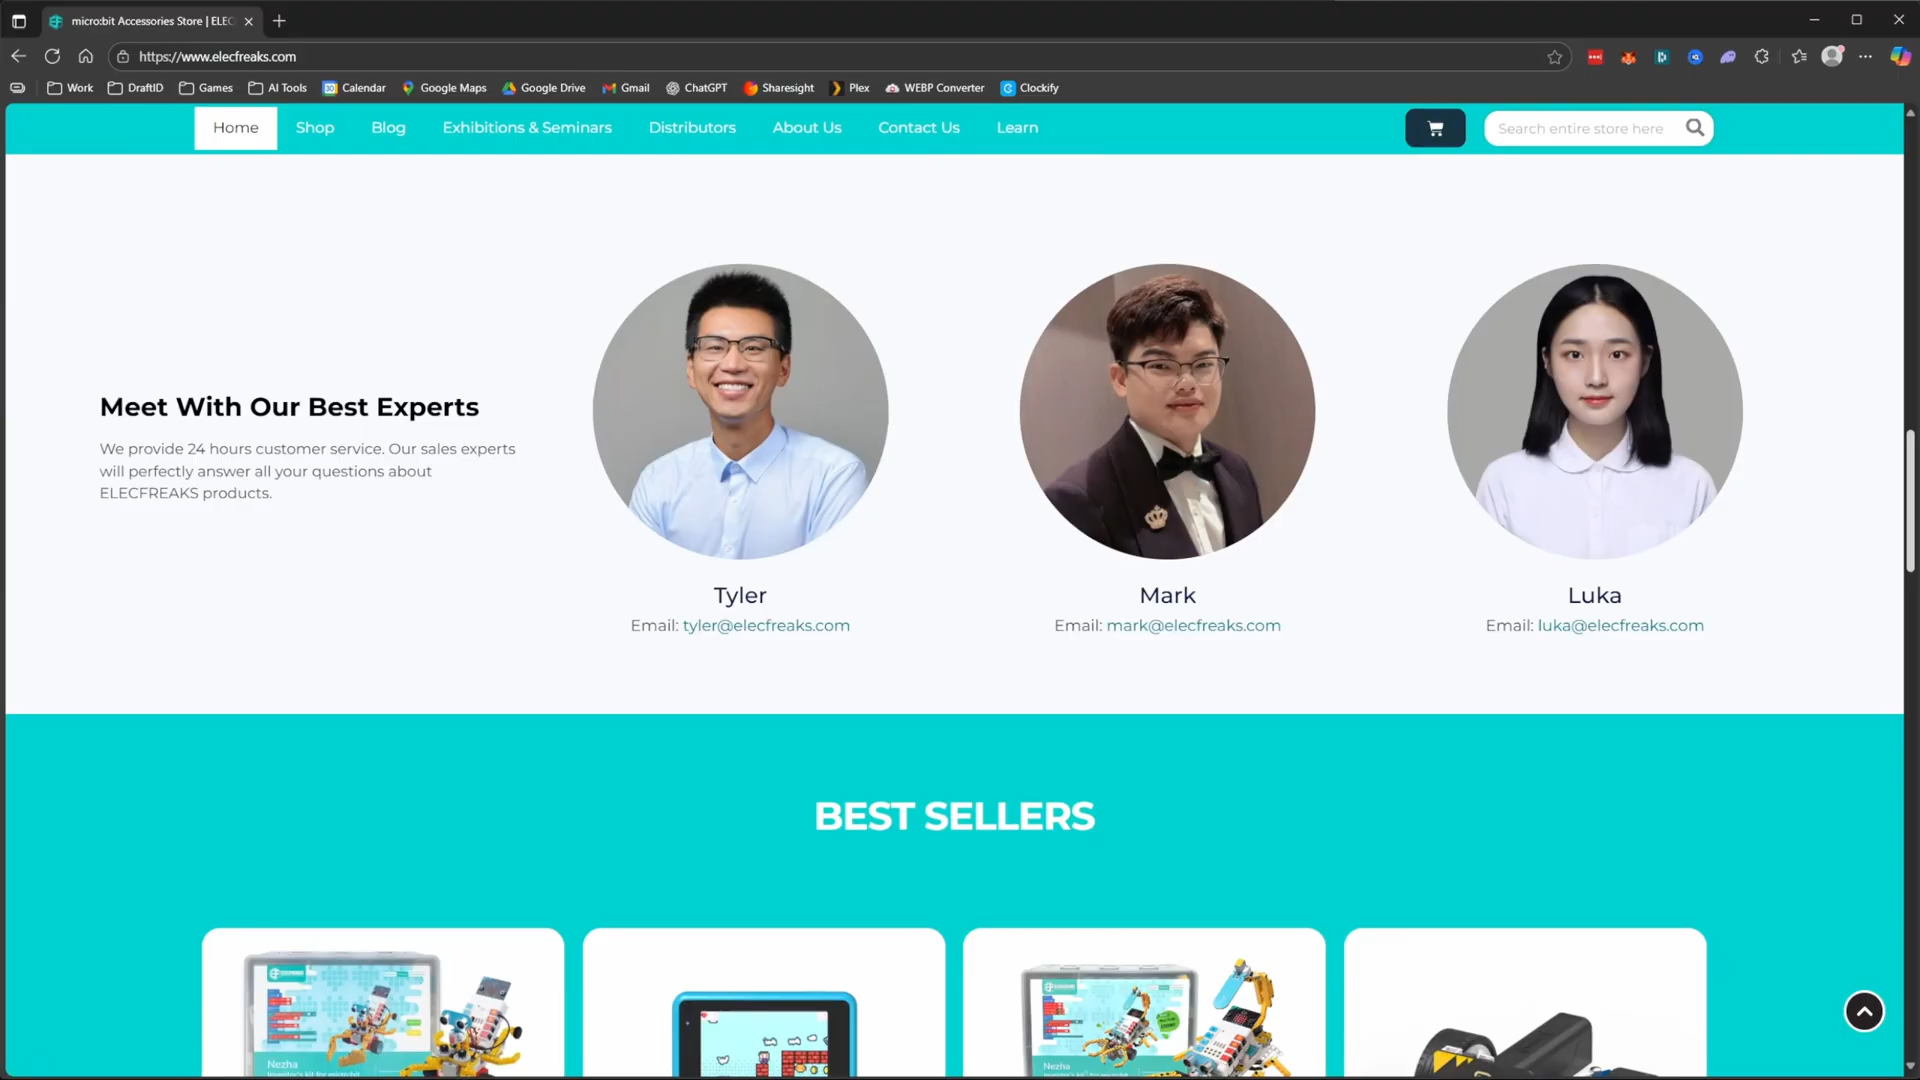 micro:bit Accessories Store | ELEC
https://www.elecfreaks.com
Work
DraftID
Games
AI Tools
Calendar
Google Maps
Google Drive
Gmail
ChatGPT
Sharesight
Plex
WEBP Converter
Clockify
Home
Shop
Blog
Exhibitions & Seminars
Distributors
About Us
Contact Us
Learn
Search entire store here
Meet With Our Best Experts
We provide 24 hours customer service. Our sales experts
will perfectly answer all your questions about
ELECFREAKS products.
Tyler
Email: tyler@elecfreaks.com
Mark
Email: mark@elecfreaks.com
Luka
Email: luka@elecfreaks.com
BEST SELLERS
Nezha
Nezha